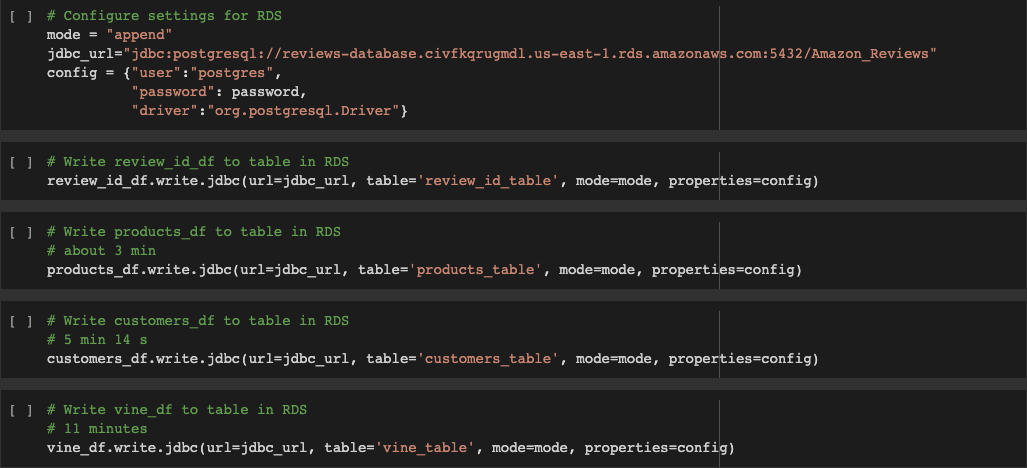 [ ] # Configure settings for RDS
mode = "append"
jdbc_url="jdbc:postgresql://reviews-database.civfkqrugmdl.us-east-1.rds.amazonaws.com:5432/Amazon_Reviews"
config = {"user":"postgres",
"password": password,
"driver":"org.postgresql.Driver"}
[ ] # Write review_id_df to table in RDS
review_id_df.write.jdbc(url=jdbc_url, table='review_id_table', mode=mode, properties=config)
[ ] # Write products_df to table in RDS
# about 3 min
products_df.write.jdbc(url=jdbc_url, table='products_table', mode=mode, properties=config)
[ ] # Write customers_df to table in RDS
# 5 min 14 s
customers_df.write.jdbc(url=jdbc_url, table='customers_table', mode=mode, properties=config)
[ ] # Write vine_df to table in RDS
# 11 minutes
vine_df.write.jdbc(url=jdbc_url, table='vine_table', mode=mode, properties=config)